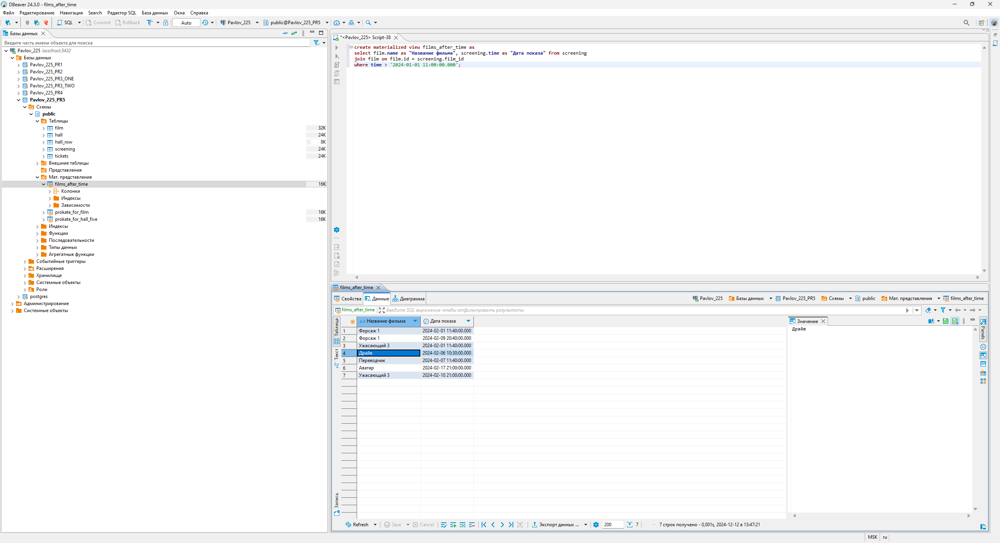 DBeaver 24.3.0 - films_after_time
Файл Редактирование Навигация Search Редактор SQL База данных Окна Справка
SQL Commit Rollback Auto Pavlov_225 public@Pavlov_225_PR5
Базы данных
Введите часть имени объекта для поиска
Pavlov_225 localhost:5432
Базы данных
Pavlov_225_PR1
Pavlov_225_PR2
Pavlov_225_PR3_ONE
Pavlov_225_PR3_TWO
Pavlov_225_PR4
Pavlov_225_PR5
Схемы
public
Таблицы
film 32K
hall 24K
hall_row 8K
screening 24K
tickets 24K
Внешние таблицы
Представления
Мат. представления
films_after_time 16K
Колонки
Индексы
Зависимости
prokate_for_film 16K
prokate_for_hall_five 16K
Индексы
Функции
Последовательности
Типы данных
Агрегатные функции
Событийные триггеры
Расширения
Хранилище
Системные объекты
Роли
postgres
Администрирование
Системные объекты
*<Pavlov_225> Script-38
create materialized view films_after_time as
select film.name as "Название фильма", screening.time as "Дата показа" from screening
join film on film.id = screening.film_id
where time > '2024-01-01 11:00:00.000';
films_after_time
Свойства Данные Диаграмма
Pavlov_225 Базы данных Pavlov_225_PR5 Схемы public Мат. представления films_after_time
films_after_time Введите SQL выражение чтобы отфильтровать результаты
Таблица
Текст
Запись
A-Z Название фильма Дата показа
1 Форсаж 1 2024-02-01 11:40:00.000
2 Форсаж 1 2024-02-09 20:40:00.000
3 Ужасающий 3 2024-02-01 11:40:00.000
4 Драйв 2024-02-06 10:30:00.000
5 Переводчик 2024-02-07 11:40:00.000
6 Аватар 2024-02-17 21:00:00.000
7 Ужасающий 3 2024-02-10 21:00:00.000
Значение
Драйв
Panels
Refresh Save Cancel Экспорт данных ... 200 7 ... 7 строк получено - 0,001s, 2024-12-12 в 13:47:21
MSK ru